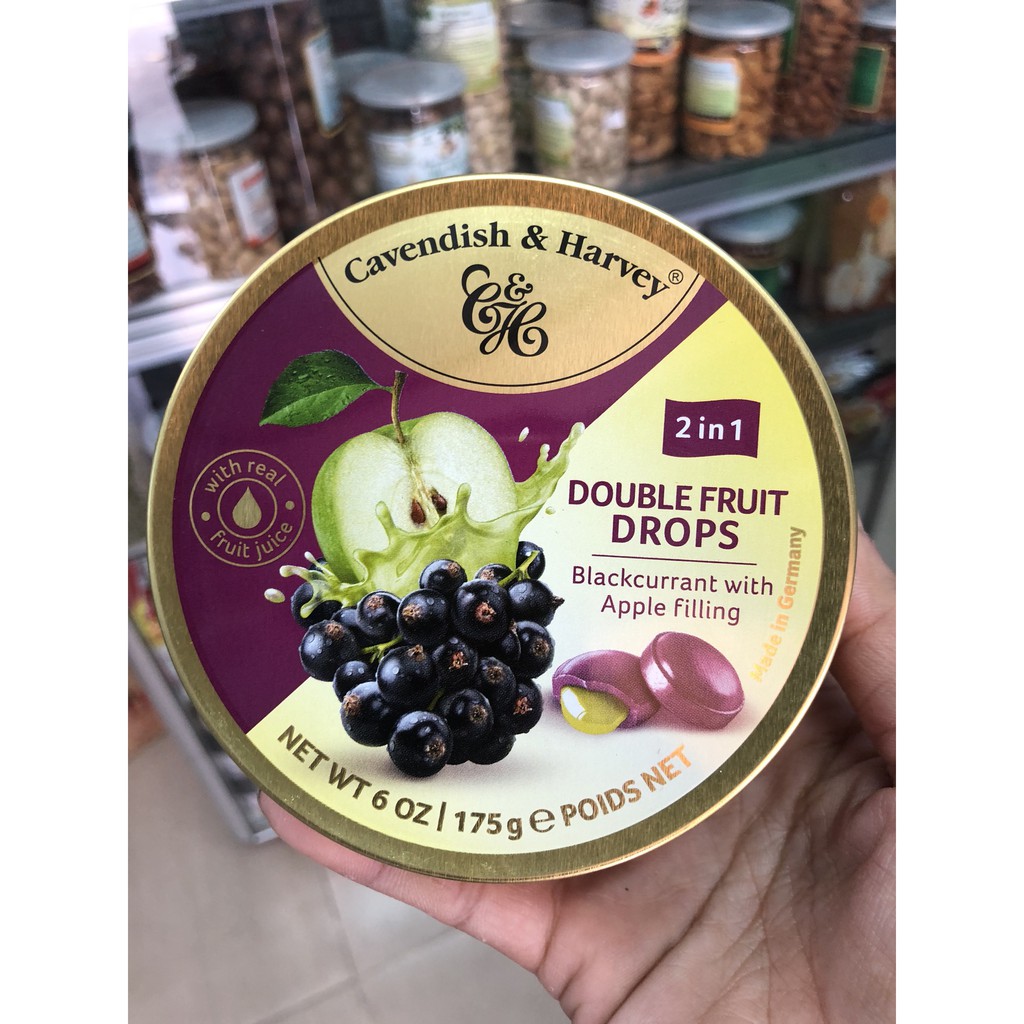 Cavendish & Harvey®
C&H
2 in 1
DOUBLE FRUIT
DROPS
Blackcurrant with
Apple filling
with real
fruit juice
Made in Germany
NET WT 6 OZ | 175 g ℮ POIDS NET